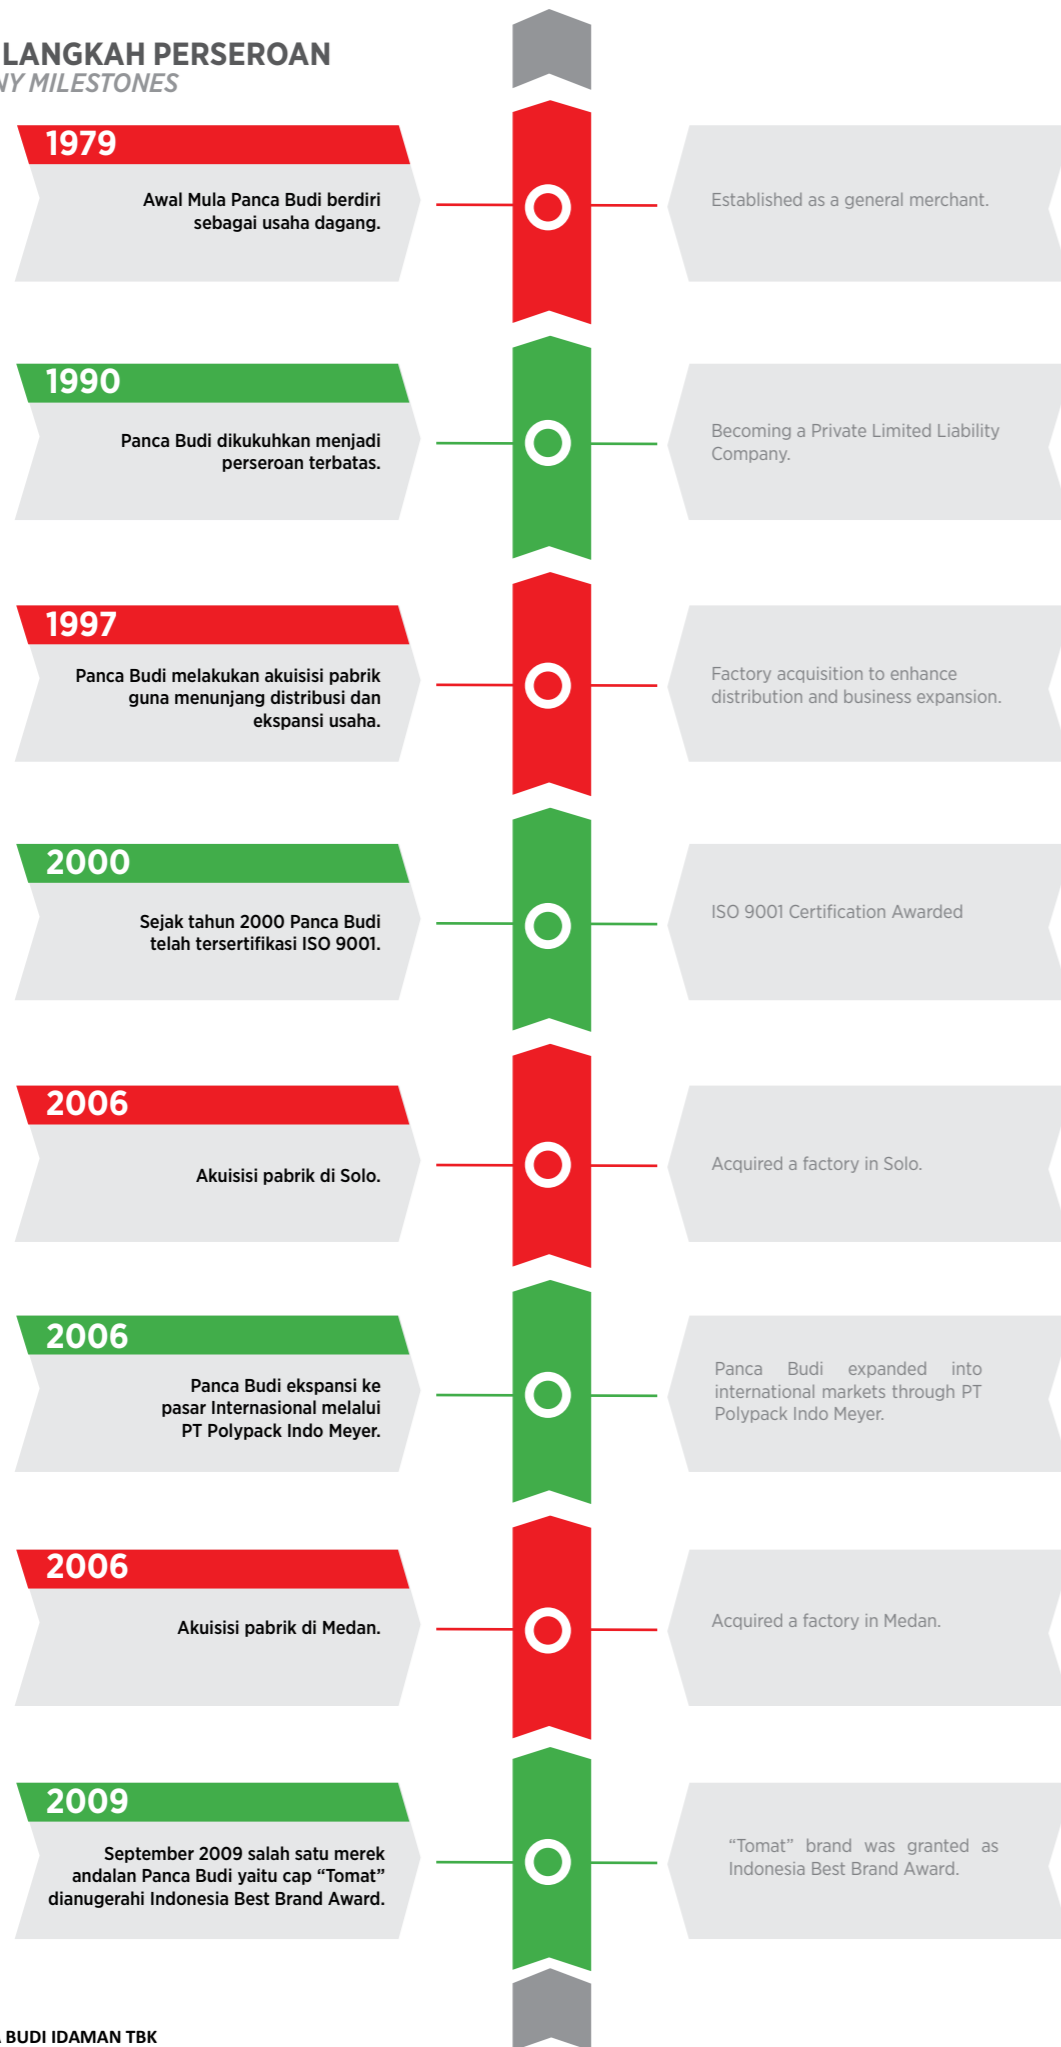 LANGKAH PERSEROAN
NY MILESTONES
1979
Awal Mula Panca Budi berdiri
sebagai usaha dagang.
Established as a general merchant.
1990
Panca Budi dikukuhkan menjadi
perseroan terbatas.
Becoming a Private Limited Liability
Company.
1997
Panca Budi melakukan akuisisi pabrik
guna menunjang distribusi dan
ekspansi usaha.
Factory acquisition to enhance
distribution and business expansion.
2000
Sejak tahun 2000 Panca Budi
telah tersertifikasi ISO 9001.
ISO 9001 Certification Awarded
2006
Akuisisi pabrik di Solo.
Acquired a factory in Solo.
2006
Panca Budi ekspansi ke
pasar Internasional melalui
PT Polypack Indo Meyer.
Panca Budi expanded into
international markets through PT
Polypack Indo Meyer.
2006
Akuisisi pabrik di Medan.
Acquired a factory in Medan.
2009
September 2009 salah satu merek
andalan Panca Budi yaitu cap “Tomat”
dianugerahi Indonesia Best Brand Award.
“Tomat” brand was granted as
Indonesia Best Brand Award.
A BUDI IDAMAN TBK